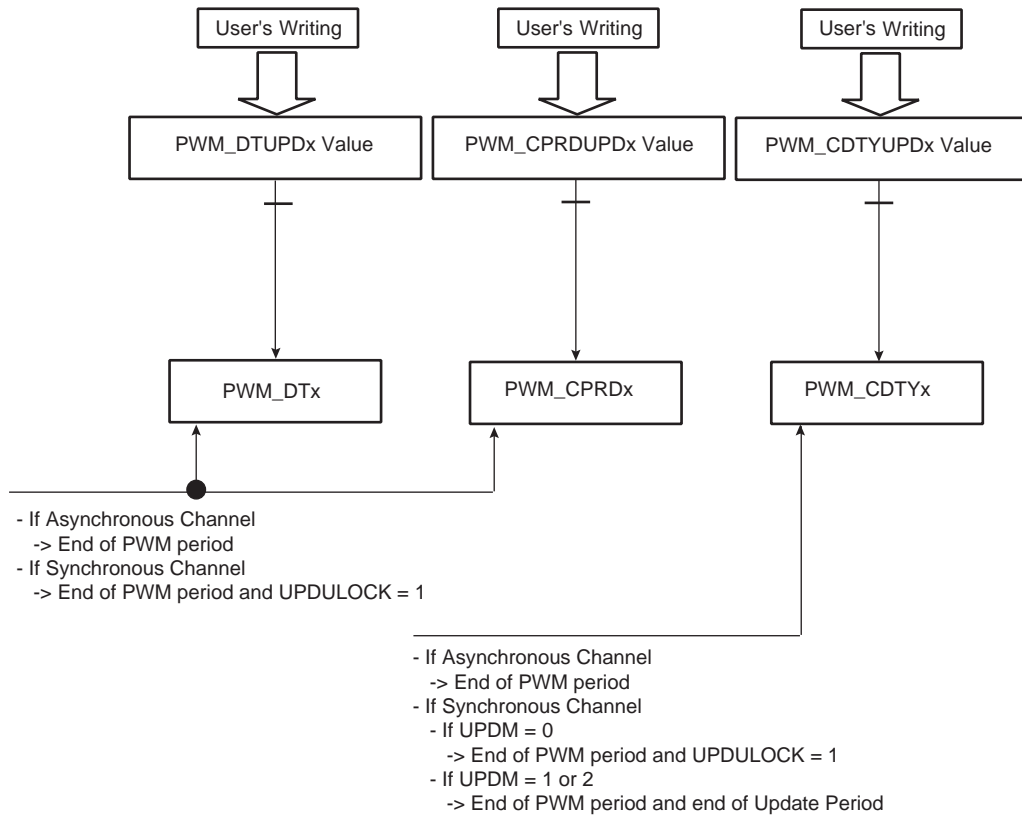 User's Writing
User's Writing
User's Writing
PWM_DTUPDx Value
PWM_CPRDUPDx Value
PWM_CDTYUPDx Value
PWM_DTx
PWM_CPRDx
PWM_CDTYx
- If Asynchronous Channel
-> End of PWM period
- If Synchronous Channel
-> End of PWM period and UPDULOCK = 1
- If Asynchronous Channel
-> End of PWM period
- If Synchronous Channel
- If UPDM = 0
-> End of PWM period and UPDULOCK = 1
- If UPDM = 1 or 2
-> End of PWM period and end of Update Period